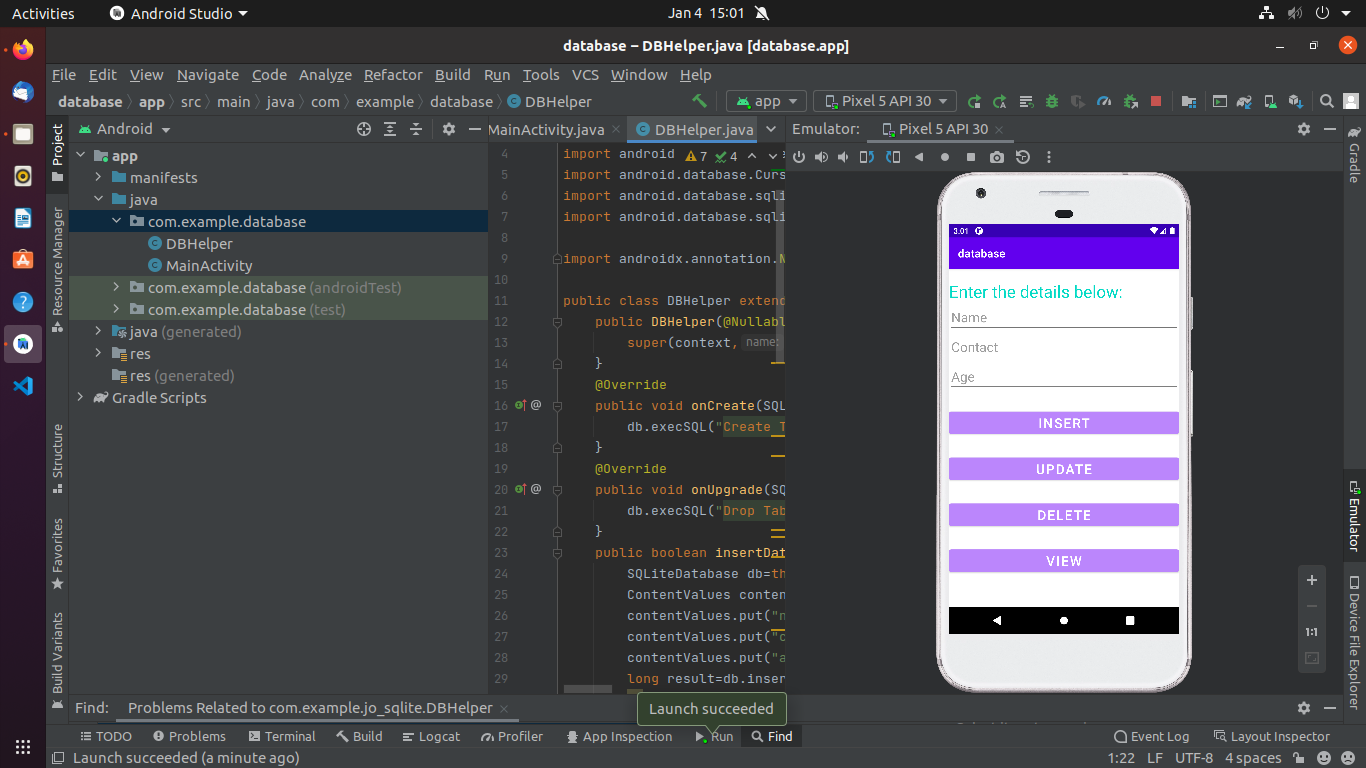 Activities
Android Studio
Jan 4 15:01
database – DBHelper.java [database.app]
File Edit View Navigate Code Analyze Refactor Build Run Tools VCS Window Help
database app src main java com example database DBHelper
app
Pixel 5 API 30
Project
Resource Manager
Structure
Favorites
Build Variants
Android
app
manifests
java
com.example.database
DBHelper
MainActivity
com.example.database (androidTest)
com.example.database (test)
java (generated)
res
res (generated)
Gradle Scripts
MainActivity.java
DBHelper.java
7 4
4 import android
5 import android.database.Curs
6 import android.database.sqli
7 import android.database.sqli
8
9 import androidx.annotation.N
10
11 public class DBHelper extend
12 public DBHelper(@Nullabl
13 super(context, name:
14 }
15 @Override
16 @ public void onCreate(SQL
17 db.execSQL("Create T
18 }
19 @Override
20 @ public void onUpgrade(SQ
21 db.execSQL("Drop Tab
22 }
23 public boolean insertDat
24 SQLiteDatabase db=th
25 ContentValues conten
26 contentValues.put("n
27 contentValues.put("c
28 contentValues.put("a
29 long result=db.inser
Emulator:
Pixel 5 API 30
3:01
database
Enter the details below:
Name
Contact
Age
INSERT
UPDATE
DELETE
VIEW
1:1
Gradle
Emulator
Device File Explorer
Find:
Problems Related to com.example.jo_sqlite.DBHelper
Launch succeeded
TODO
Problems
Terminal
Build
Logcat
Profiler
App Inspection
Run
Find
Event Log
Layout Inspector
Launch succeeded (a minute ago)
1:22 LF UTF-8 4 spaces